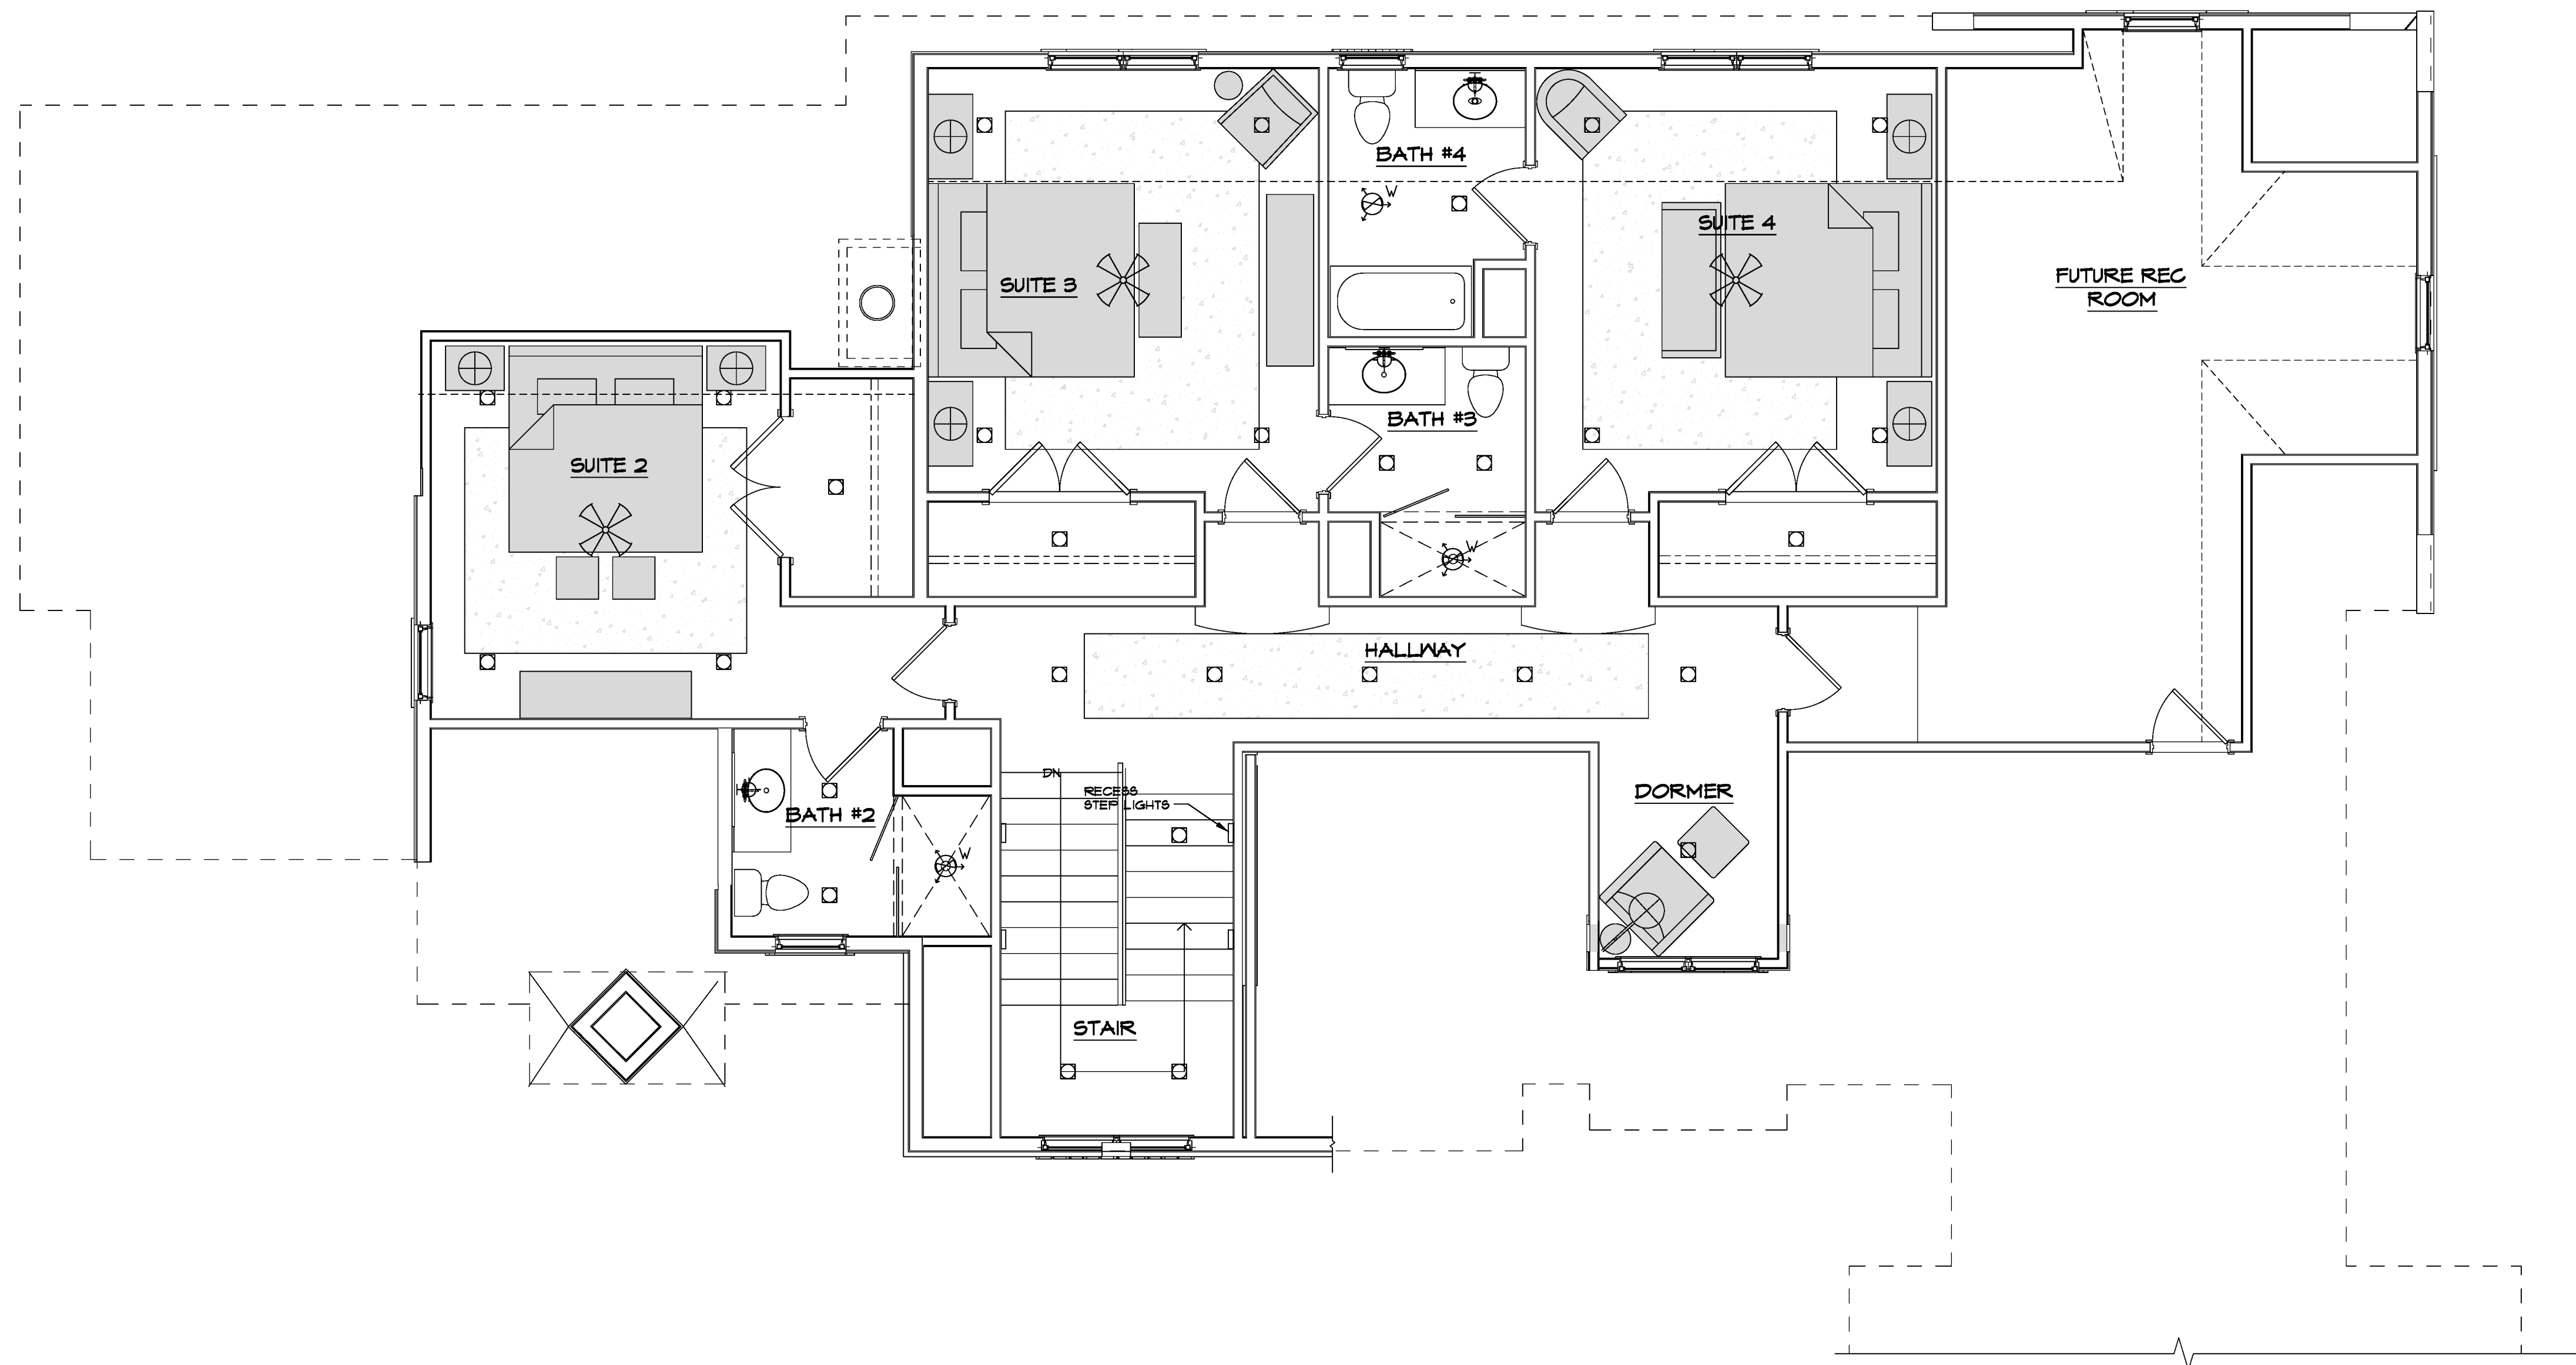 BATH #4
W
SUITE 4
SUITE 3
FUTURE REC
ROOM
BATH #3
SUITE 2
W
HALLWAY
DN
RECESS
STEP LIGHTS
DORMER
BATH #2
W
STAIR